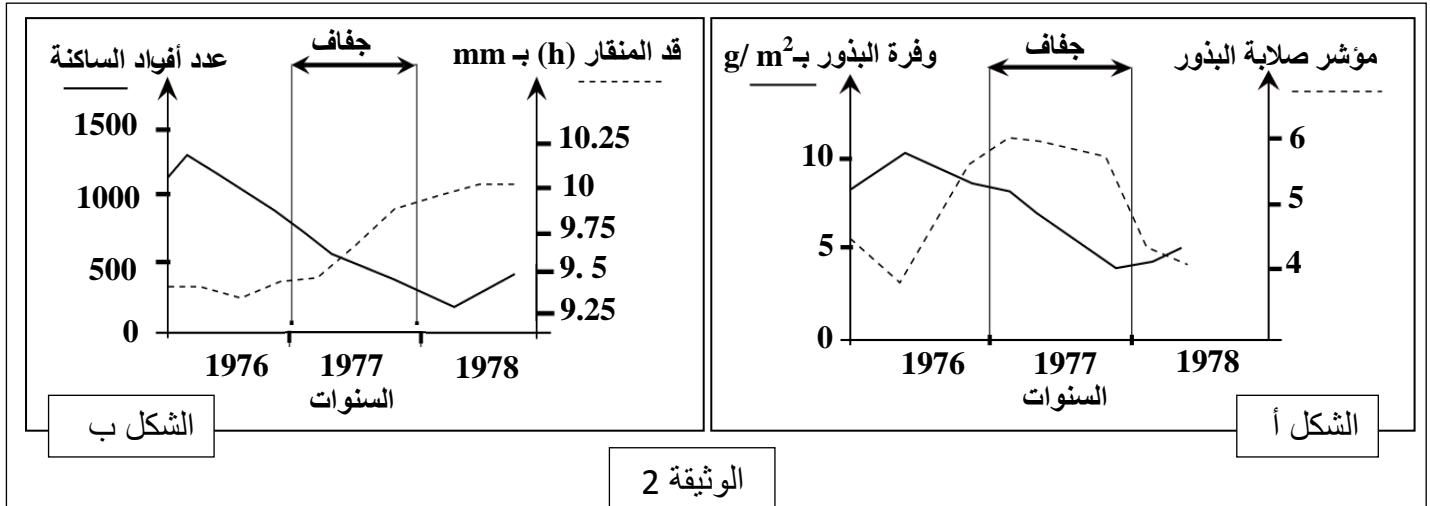 مؤشر صلابة البذور
جفاف
وفرة البذور بـ g/ m²
6
5
4
10
5
0
1976
1977
1978
السنوات
الشكل أ
قد المنقار (h) بـ mm
جفاف
عدد أفراد الساكنة
10.25
10
9.75
9. 5
9.25
1500
1000
500
0
1976
1977
1978
السنوات
الشكل ب
الوثيقة 2